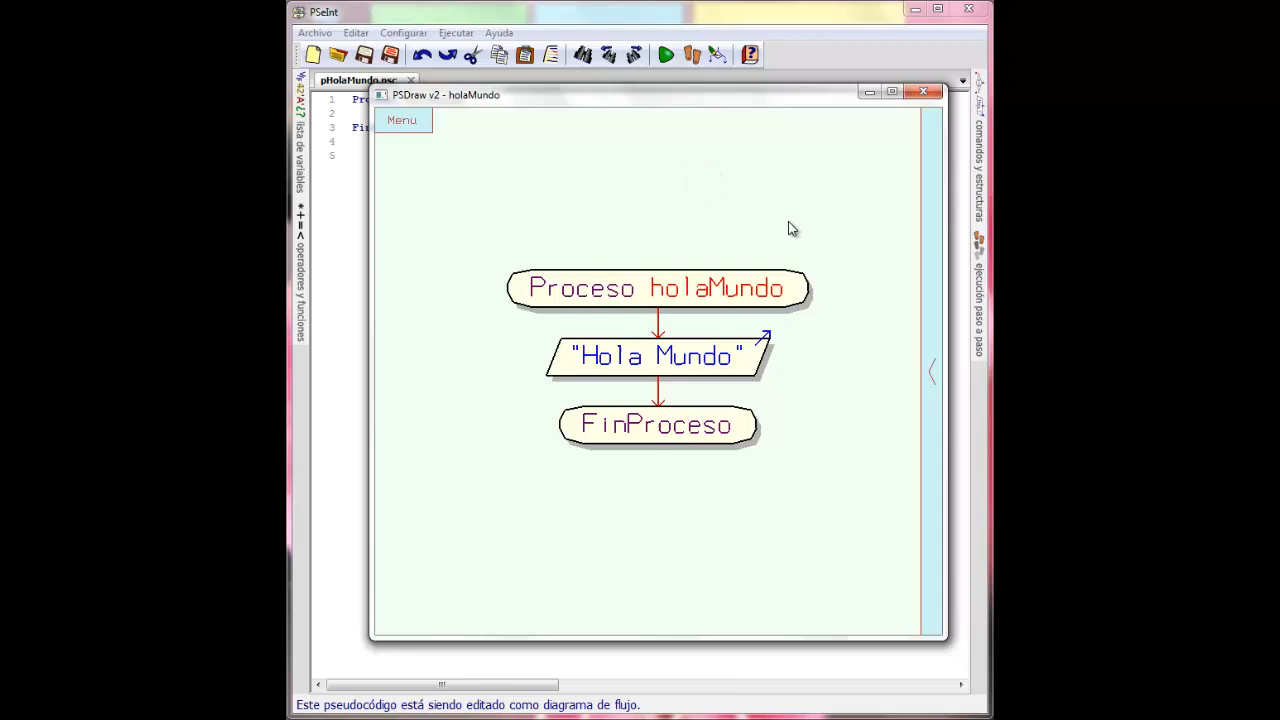 PSeInt
Archivo Editar Configurar Ejecutar Ayuda
pHolaMundo.psc
PSDraw v2 - holaMundo
1 Pro
2
3 Fin
4
5
Menu
Proceso holaMundo
"Hola Mundo"
FinProceso
lista de variables
operadores y funciones
comandos y estructuras
ejecución paso a paso
Este pseudocódigo está siendo editado como diagrama de flujo.